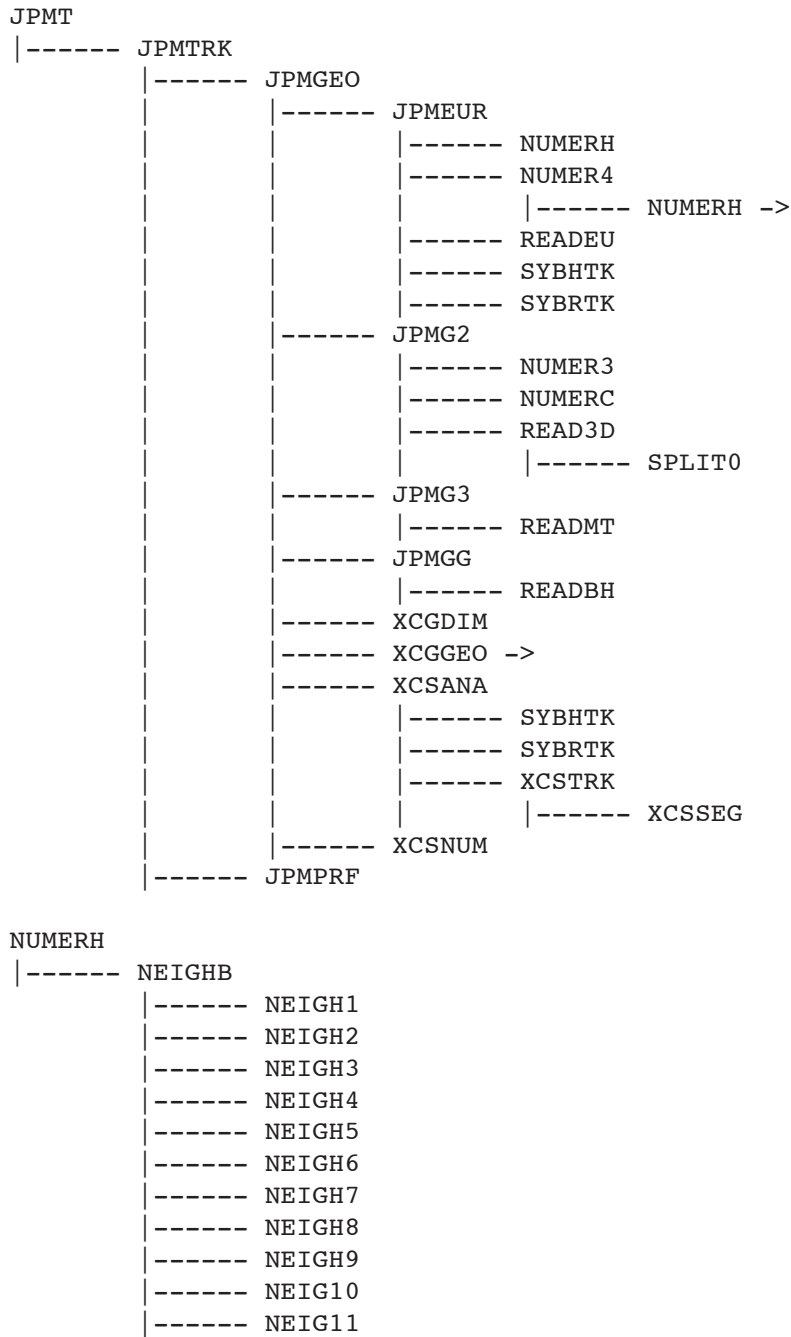 JPMT
|------ JPMTRK
        |------ JPMGEO
        |       |------ JPMEUR
        |       |       |------ NUMERH
        |       |       |------ NUMER4
        |       |       |       |------ NUMERH ->
        |       |       |------ READEU
        |       |       |------ SYBHTK
        |       |       |------ SYBRTK
        |       |------ JPMG2
        |       |       |------ NUMER3
        |       |       |------ NUMERC
        |       |       |------ READ3D
        |       |       |       |------ SPLIT0
        |       |------ JPMG3
        |       |       |------ READMT
        |       |------ JPMGG
        |       |       |------ READBH
        |       |------ XCGDIM
        |       |------ XCGGEO ->
        |       |------ XCSANA
        |       |       |------ SYBHTK
        |       |       |------ SYBRTK
        |       |       |------ XCSTRK
        |       |       |       |------ XCSSEG
        |       |------ XCSNUM
        |------ JPMPRF

NUMERH
|------ NEIGHB
        |------ NEIGH1
        |------ NEIGH2
        |------ NEIGH3
        |------ NEIGH4
        |------ NEIGH5
        |------ NEIGH6
        |------ NEIGH7
        |------ NEIGH8
        |------ NEIGH9
        |------ NEIG10
        |------ NEIG11